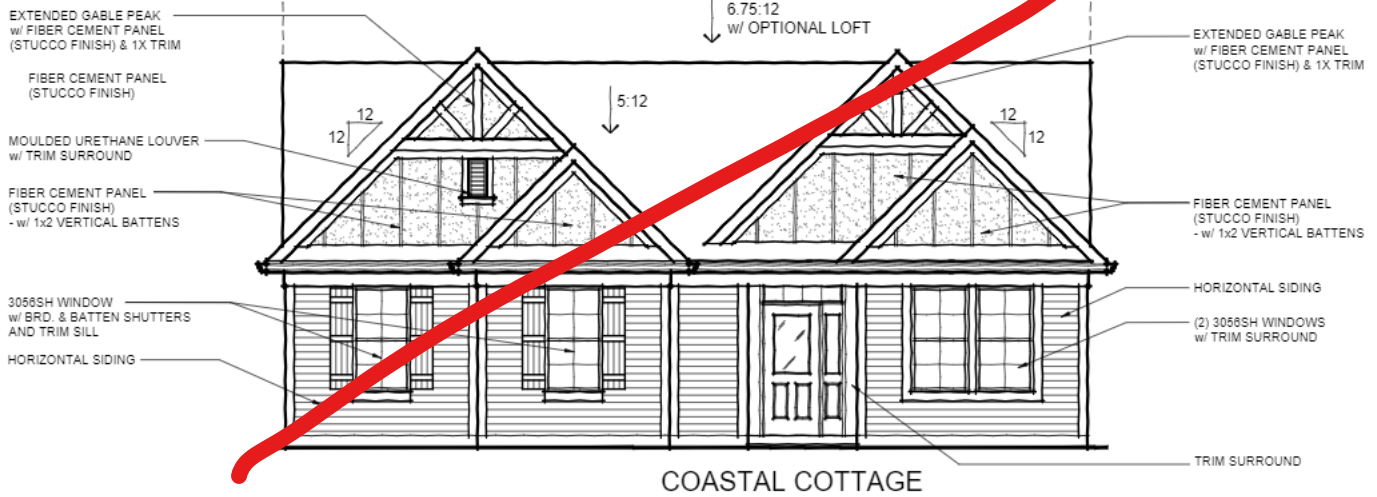 EXTENDED GABLE PEAK
w/ FIBER CEMENT PANEL
(STUCCO FINISH) & 1X TRIM
FIBER CEMENT PANEL
(STUCCO FINISH)
MOULDED URETHANE LOUVER
w/ TRIM SURROUND
FIBER CEMENT PANEL
(STUCCO FINISH)
- w/ 1x2 VERTICAL BATTENS
3056SH WINDOW
w/ BRD. & BATTEN SHUTTERS
AND TRIM SILL
HORIZONTAL SIDING
12
12
5:12
6.75:12
w/ OPTIONAL LOFT
12
12
EXTENDED GABLE PEAK
w/ FIBER CEMENT PANEL
(STUCCO FINISH) & 1X TRIM
FIBER CEMENT PANEL
(STUCCO FINISH)
- w/ 1x2 VERTICAL BATTENS
HORIZONTAL SIDING
(2) 3056SH WINDOWS
w/ TRIM SURROUND
TRIM SURROUND
COASTAL COTTAGE